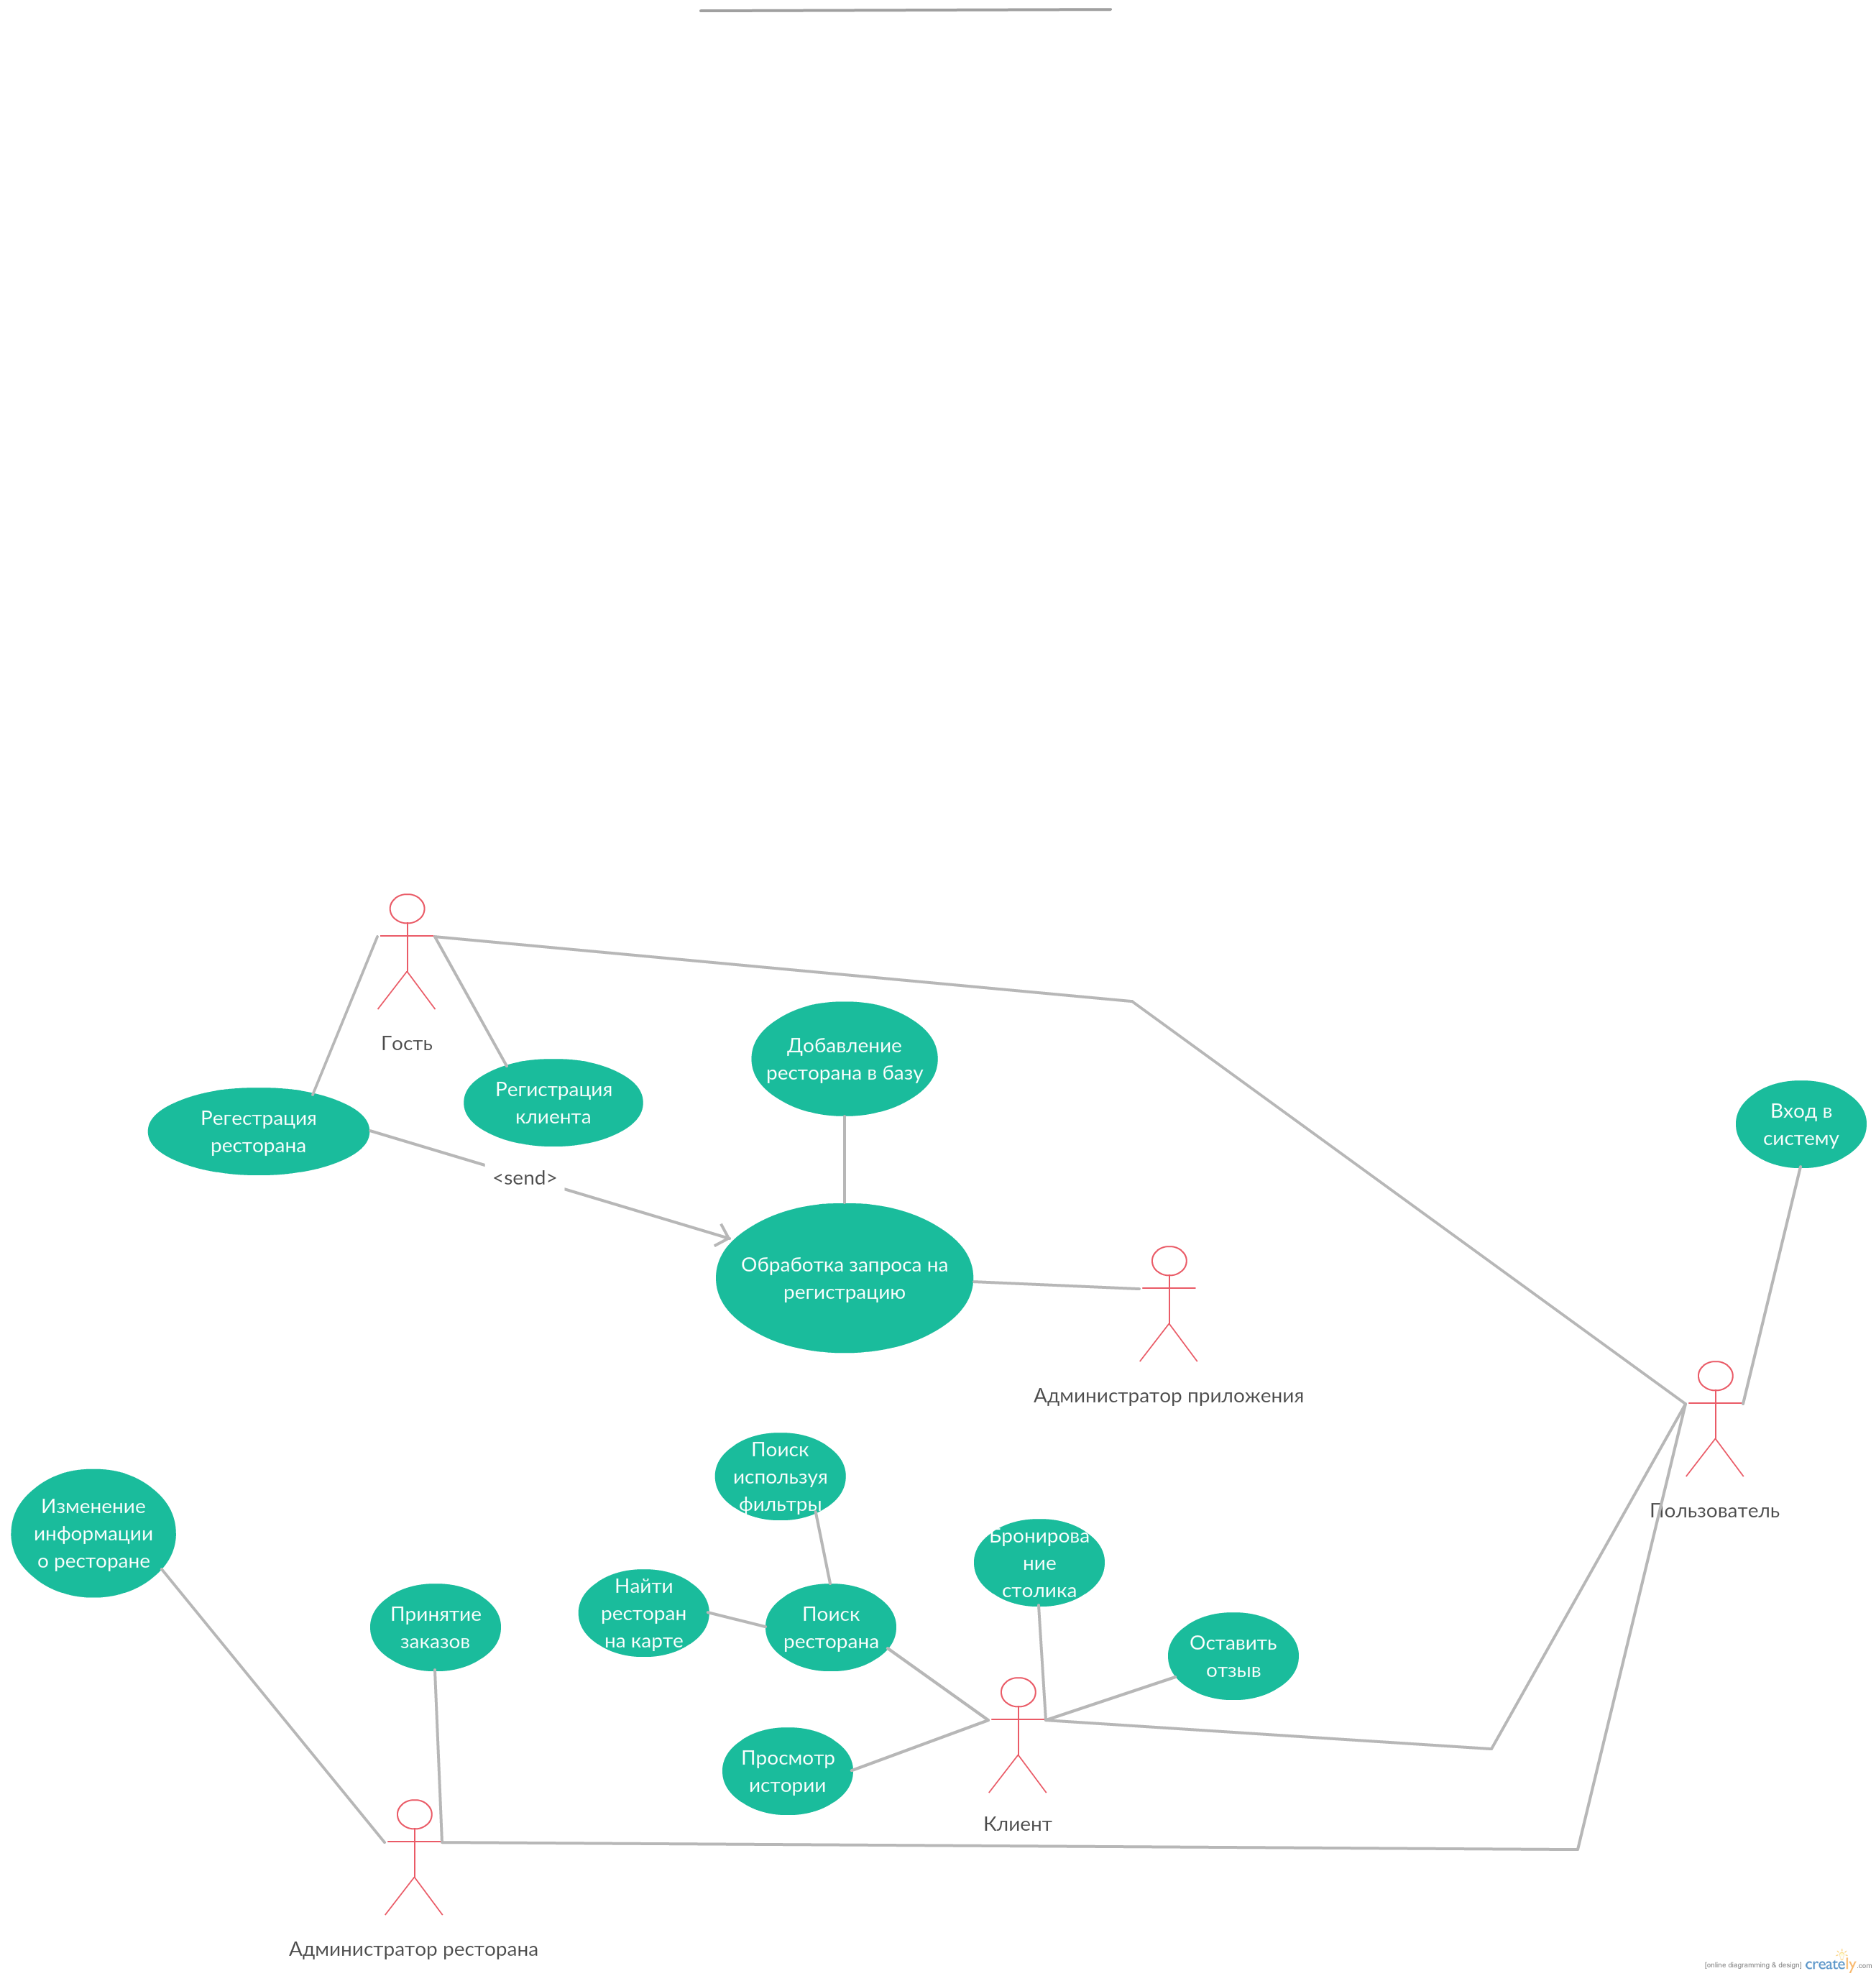 Гость
Добавление
ресторана в базу
Регистрация
клиента
Регестрация
ресторана
Вход в
систему
<send>
Обработка запроса на
регистрацию
Администратор приложения
Поиск
используя
фильтры
Изменение
информации
о ресторане
Пользователь
Бронирова
ние
столика
Найти
ресторан
на карте
Принятие
заказов
Поиск
ресторана
Оставить
отзыв
Просмотр
истории
Клиент
Администратор ресторана
[online diagramming & design] creately.com